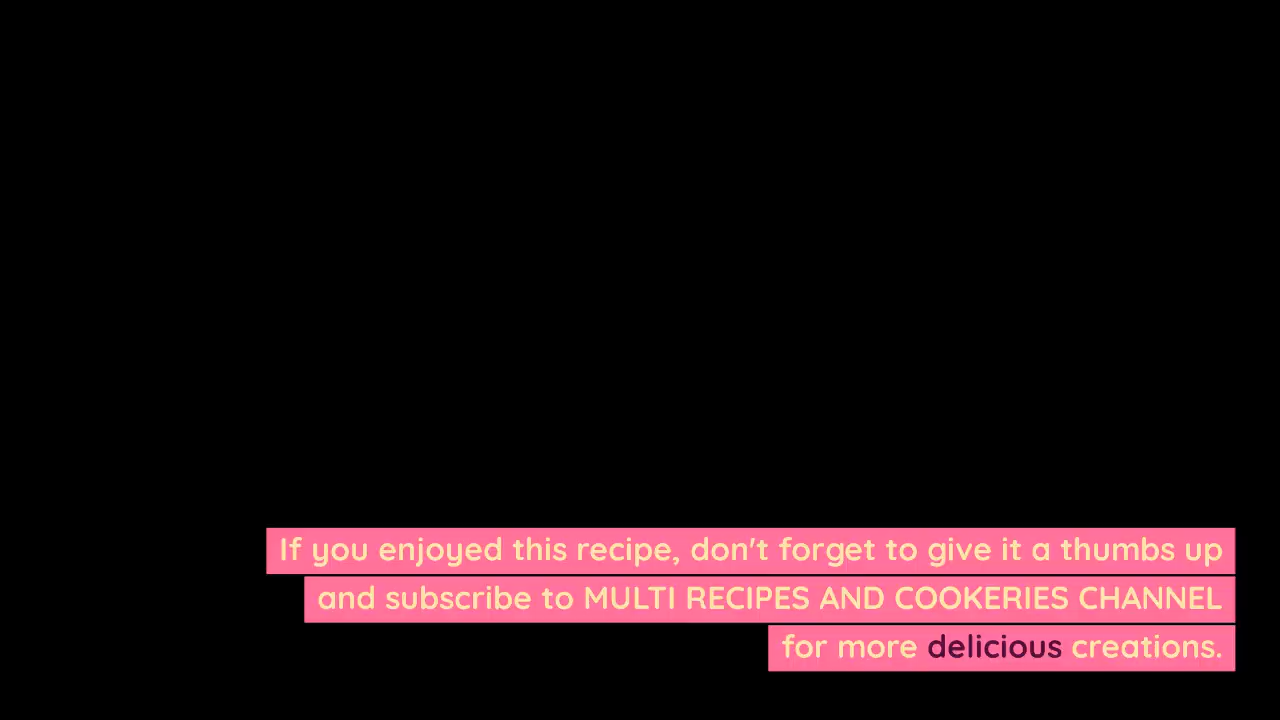 If you enjoyed this recipe, don't forget to give it a thumbs up
and subscribe to MULTI RECIPES AND COOKERIES CHANNEL
for more delicious creations.